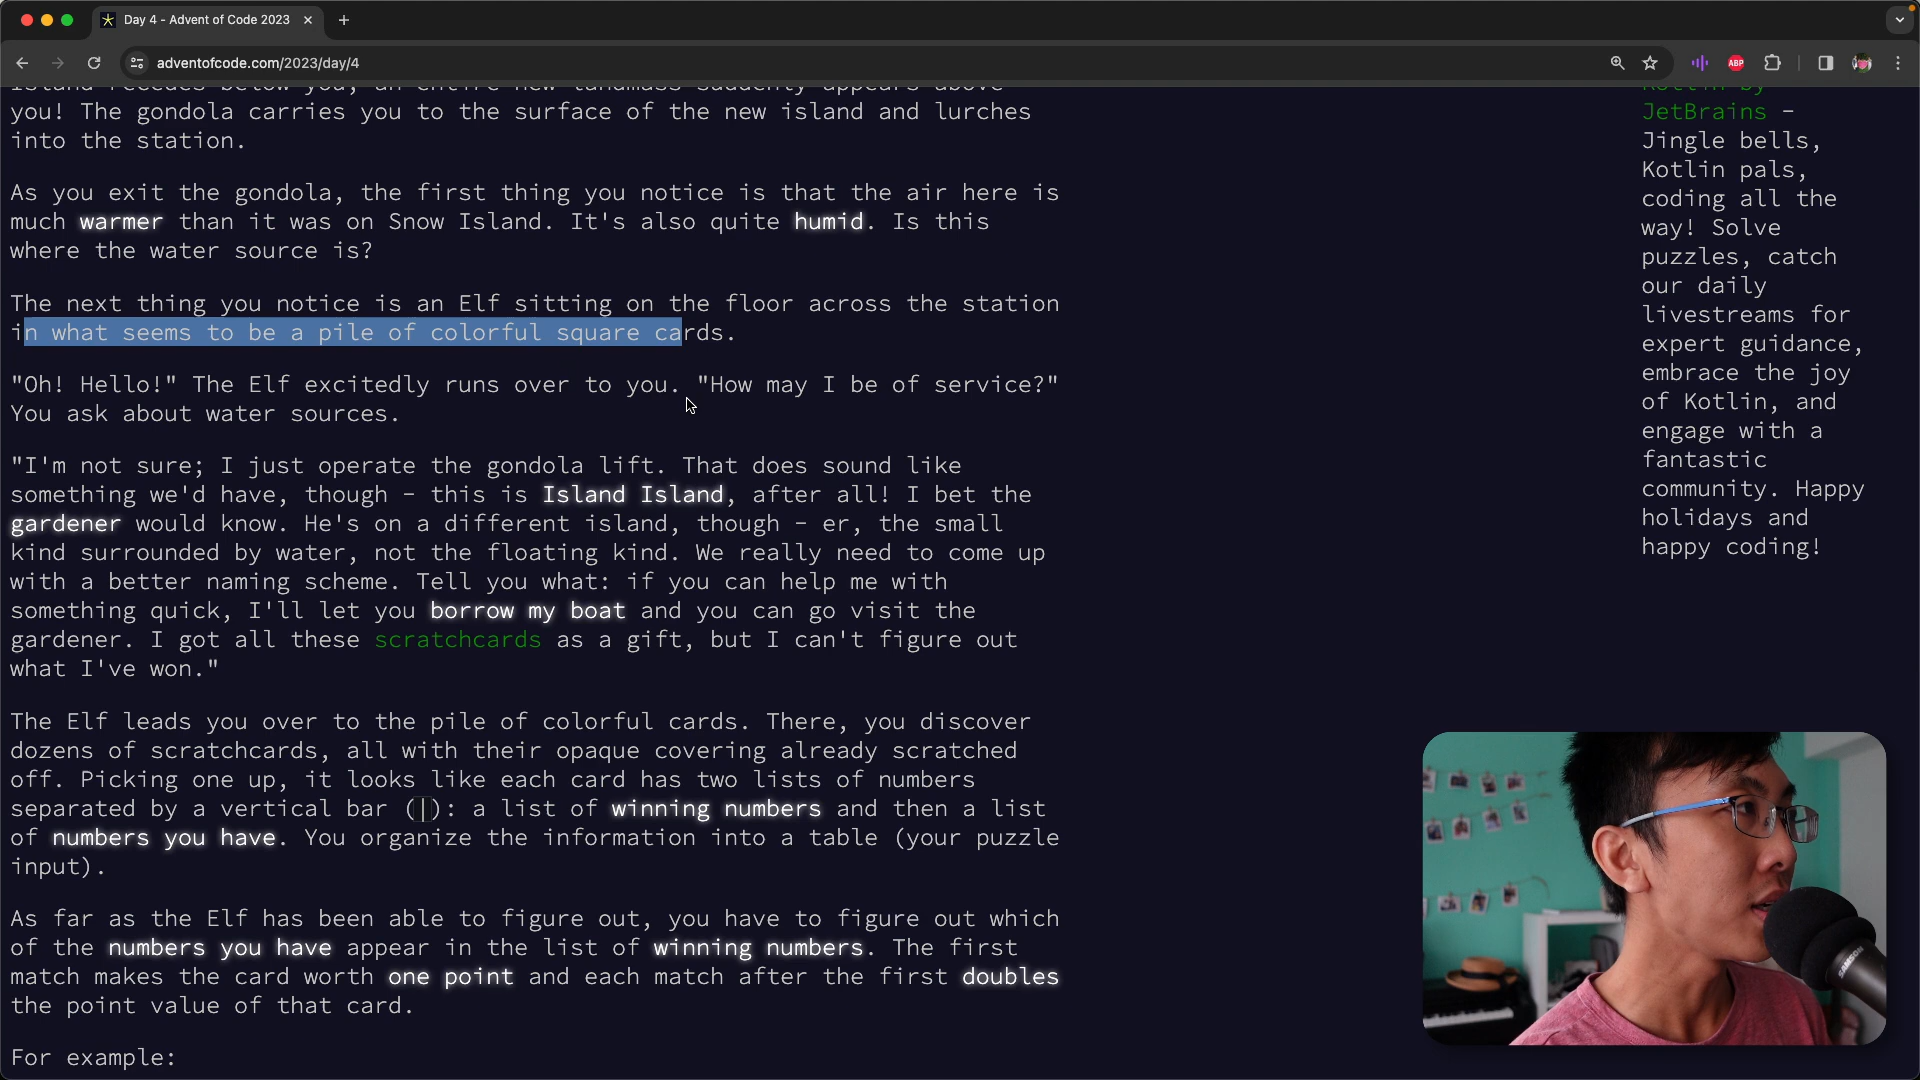 Day 4 - Advent of Code 2023
adventofcode.com/2023/day/4
ABP
Island recedes below you, an entire new landmass suddenly appears above
you! The gondola carries you to the surface of the new island and lurches
into the station.
As you exit the gondola, the first thing you notice is that the air here is
much warmer than it was on Snow Island. It's also quite humid. Is this
where the water source is?
The next thing you notice is an Elf sitting on the floor across the station
in what seems to be a pile of colorful square cards.
"Oh! Hello!" The Elf excitedly runs over to you. "How may I be of service?"
You ask about water sources.
"I'm not sure; I just operate the gondola lift. That does sound like
something we'd have, though - this is Island Island, after all! I bet the
gardener would know. He's on a different island, though - er, the small
kind surrounded by water, not the floating kind. We really need to come up
with a better naming scheme. Tell you what: if you can help me with
something quick, I'll let you borrow my boat and you can go visit the
gardener. I got all these scratchcards as a gift, but I can't figure out
what I've won."
The Elf leads you over to the pile of colorful cards. There, you discover
dozens of scratchcards, all with their opaque covering already scratched
off. Picking one up, it looks like each card has two lists of numbers
separated by a vertical bar (|): a list of winning numbers and then a list
of numbers you have. You organize the information into a table (your puzzle
input).
As far as the Elf has been able to figure out, you have to figure out which
of the numbers you have appear in the list of winning numbers. The first
match makes the card worth one point and each match after the first doubles
the point value of that card.
For example:
Kotlin by
JetBrains -
Jingle bells,
Kotlin pals,
coding all the
way! Solve
puzzles, catch
our daily
livestreams for
expert guidance,
embrace the joy
of Kotlin, and
engage with a
fantastic
community. Happy
holidays and
happy coding!
SAMSON